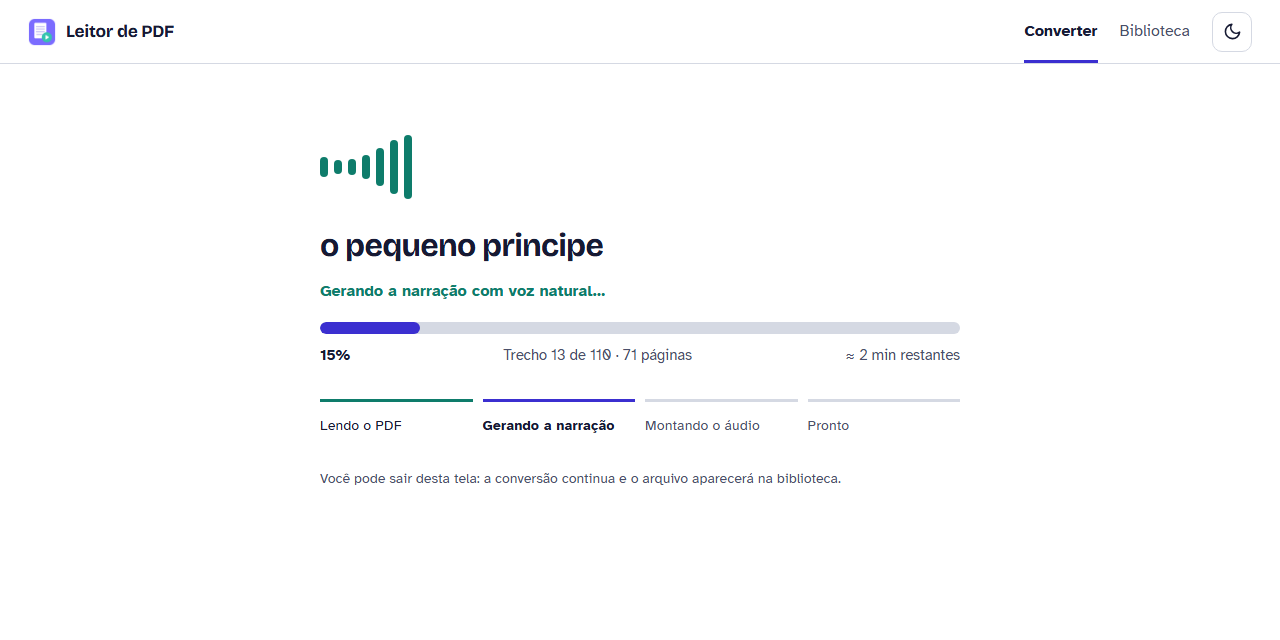 Leitor de PDF
Converter
Biblioteca
o pequeno principe
Gerando a narração com voz natural...
15%
Trecho 13 de 110 · 71 páginas
≈ 2 min restantes
Lendo o PDF
Gerando a narração
Montando o áudio
Pronto
Você pode sair desta tela: a conversão continua e o arquivo aparecerá na biblioteca.